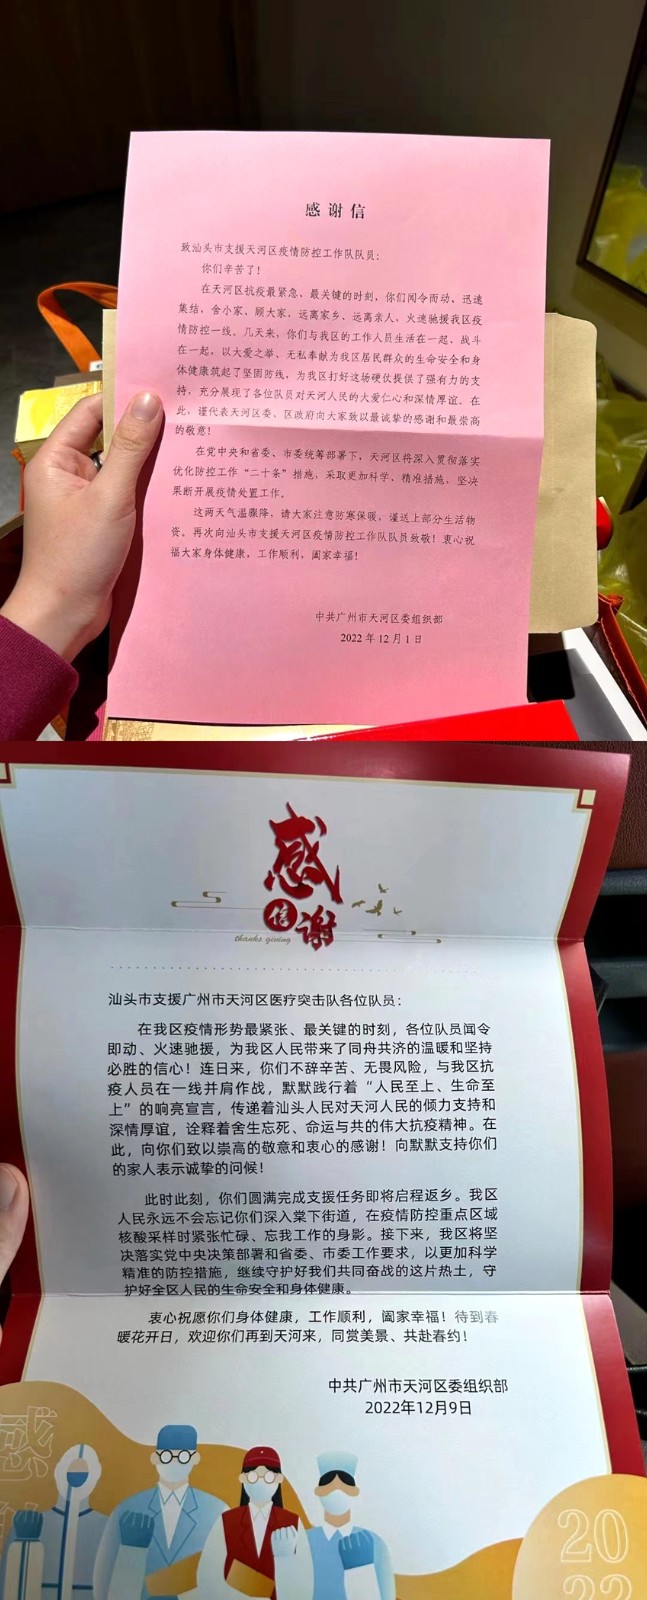 感谢信
致汕头市支援天河区疫情防控工作队队员：
你们辛苦了！
在天河区抗疫最紧急、最关键的时刻，你们闻令而动、迅速
集结，舍小家、顾大家，远离家乡、远离亲人，火速驰援我区疫
情防控一线。几天来，你们与我区的工作人员生活在一起、战斗
在一起，以大爱之举、无私奉献为我区居民群众的生命安全和身
体健康筑起了坚固防线，为我区打好这场硬仗提供了强有力的支
持，充分展现了各位队员对天河人民的大爱仁心和深情厚谊。在
此，谨代表天河区委、区政府向大家致以最诚挚的感谢和最崇高
的敬意！
在党中央和省委、市委统筹部署下，天河区将深入贯彻落实
优化防控工作“二十条”措施，采取更加科学、精准措施，坚决
果断开展疫情处置工作。
这两天气温骤降，请大家注意防寒保暖，谨送上部分生活物
资。再次向汕头市支援天河区疫情防控工作队队员致敬！衷心祝
福大家身体健康，工作顺利，阖家幸福！
中共广州市天河区委组织部
2022年12月1日
感
谢
信
thanks giving
汕头市支援广州市天河区医疗突击队各位队员：
在我区疫情形势最紧张、最关键的时刻，各位队员闻令
即动、火速驰援，为我区人民带来了同舟共济的温暖和坚持
必胜的信心！连日来，你们不辞辛苦、无畏风险，与我区抗
疫人员在一线并肩作战，默默践行着“人民至上、生命至
上”的响亮宣言，传递着汕头人民对天河人民的倾力支持和
深情厚谊，诠释着舍生忘死、命运与共的伟大抗疫精神。在
此，向你们致以崇高的敬意和衷心的感谢！向默默支持你们
的家人表示诚挚的问候！
此时此刻，你们圆满完成支援任务即将启程返乡。我区
人民永远不会忘记你们深入棠下街道，在疫情防控重点区域
核酸采样时紧张忙碌、忘我工作的身影。接下来，我区将坚
决落实党中央决策部署和省委、市委工作要求，以更加科学
精准的防控措施，继续守护好我们共同奋战的这片热土，守
护好全区人民的生命安全和身体健康。
衷心祝愿你们身体健康，工作顺利，阖家幸福！待到春
暖花开日，欢迎你们再到天河来，同赏美景、共赴春约！
中共广州市天河区委组织部
2022年12月9日
感
20
22